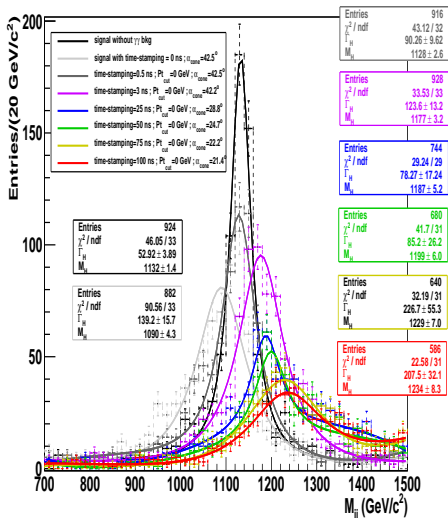 200
180
160
140
120
100
80
60
40
20
0
Entries/(20 GeV/c²)
signal without γγ bkg
signal with time-stamping = 0 ns ; α_cone=42.5°
time-stamping=0.5 ns ; Pt_cut =0 GeV ; α_cone=42.5°
time-stamping=3 ns ; Pt_cut =0 GeV ; α_cone=42.2°
time-stamping=25 ns ; Pt_cut =0 GeV ; α_cone=28.8°
time-stamping=50 ns ; Pt_cut =0 GeV ; α_cone=24.7°
time-stamping=75 ns ; Pt_cut =0 GeV ; α_cone=22.2°
time-stamping=100 ns ; Pt_cut =0 GeV ; α_cone=21.4°
Entries 924
χ² / ndf 46.05 / 33
Γ_H 52.92 ± 3.89
M_H 1132 ± 1.4
Entries 882
χ² / ndf 90.56 / 33
Γ_H 139.2 ± 15.7
M_H 1090 ± 4.3
Entries 916
χ² / ndf 43.12 / 32
Γ_H 90.26 ± 9.62
M_H 1128 ± 2.6
Entries 928
χ² / ndf 33.53 / 33
Γ_H 123.6 ± 13.2
M_H 1177 ± 3.2
Entries 744
χ² / ndf 29.24 / 29
Γ_H 78.27 ± 17.24
M_H 1187 ± 5.2
Entries 680
χ² / ndf 41.7 / 31
Γ_H 85.2 ± 26.2
M_H 1199 ± 6.0
Entries 640
χ² / ndf 32.19 / 31
Γ_H 226.7 ± 55.3
M_H 1229 ± 7.0
Entries 586
χ² / ndf 22.58 / 31
Γ_H 207.5 ± 32.1
M_H 1234 ± 8.3
700 800 900 1000 1100 1200 1300 1400 1500
M_jj (GeV/c²)